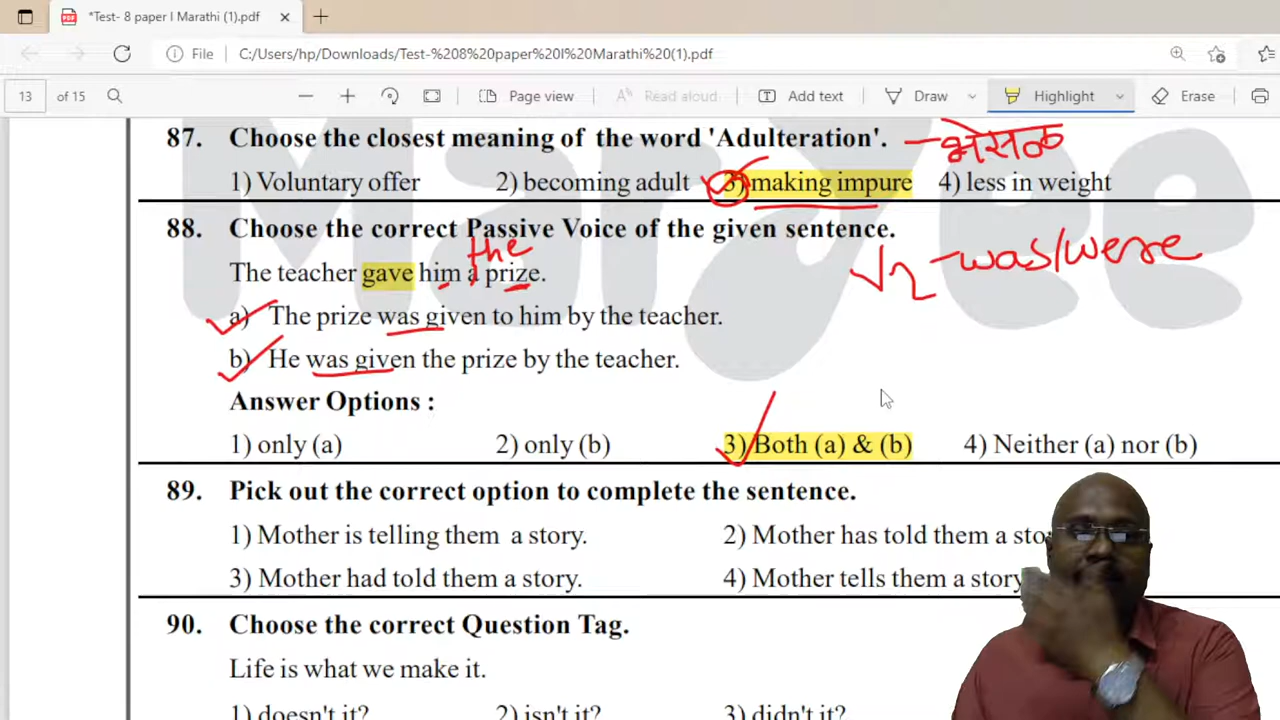 *Test- 8 paper I Marathi (1).pdf
File C:/Users/hp/Downloads/Test-%208%20paper%20I%20Marathi%20(1).pdf
13 of 15 Page view Read aloud Add text Draw Highlight Erase
87. Choose the closest meaning of the word 'Adulteration'. – भेसळ
1) Voluntary offer 2) becoming adult 3) making impure 4) less in weight
88. Choose the correct Passive Voice of the given sentence.
the
V2 – was/were
The teacher gave him a prize.
a) The prize was given to him by the teacher.
b) He was given the prize by the teacher.
Answer Options :
1) only (a) 2) only (b) 3) Both (a) & (b) 4) Neither (a) nor (b)
89. Pick out the correct option to complete the sentence.
1) Mother is telling them a story. 2) Mother has told them a sto
3) Mother had told them a story. 4) Mother tells them a story
90. Choose the correct Question Tag.
Life is what we make it.
1) doesn't it? 2) isn't it? 3) didn't it?